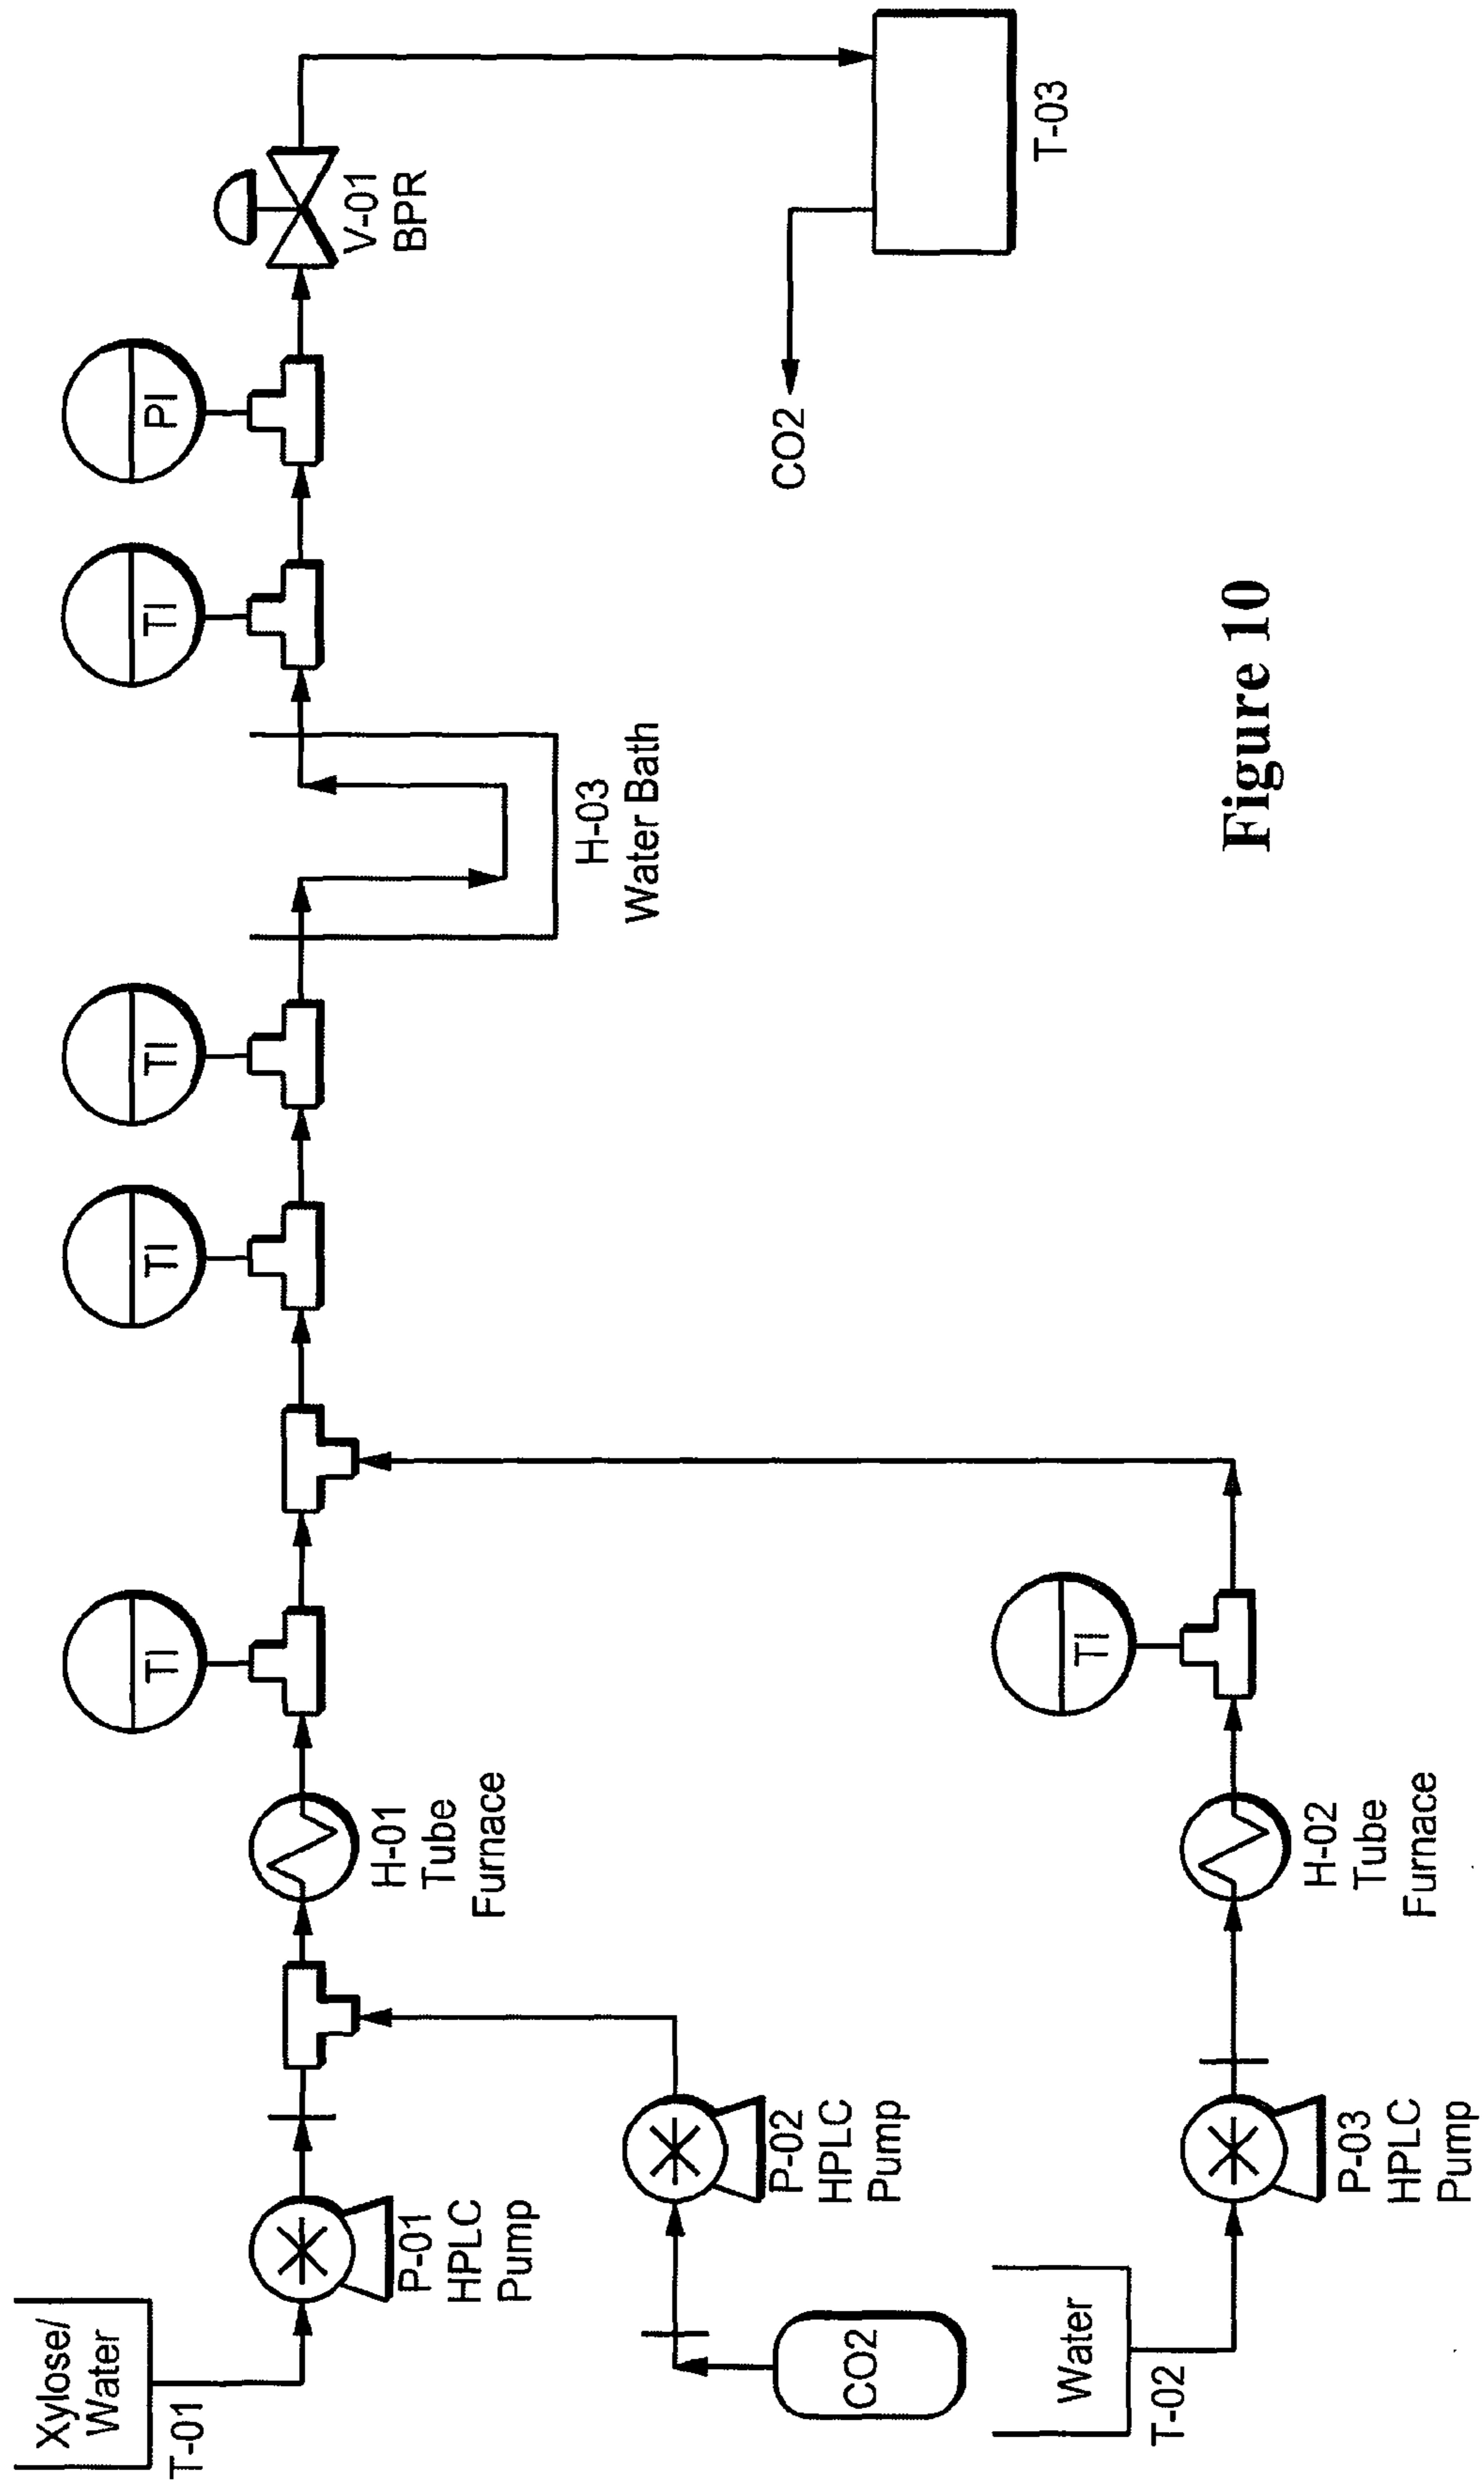 Xylose/
Water
T-01
P-01
HPLC
Pump
CO2
P-02
HPLC
Pump
Water
T-02
P-03
HPLC
Pump
H-01
Tube
Furnace
H-02
Tube
Furnace
TI
TI
TI
TI
H-03
Water Bath
TI
PI
V-01
BPR
CO2
T-03
Figure 10